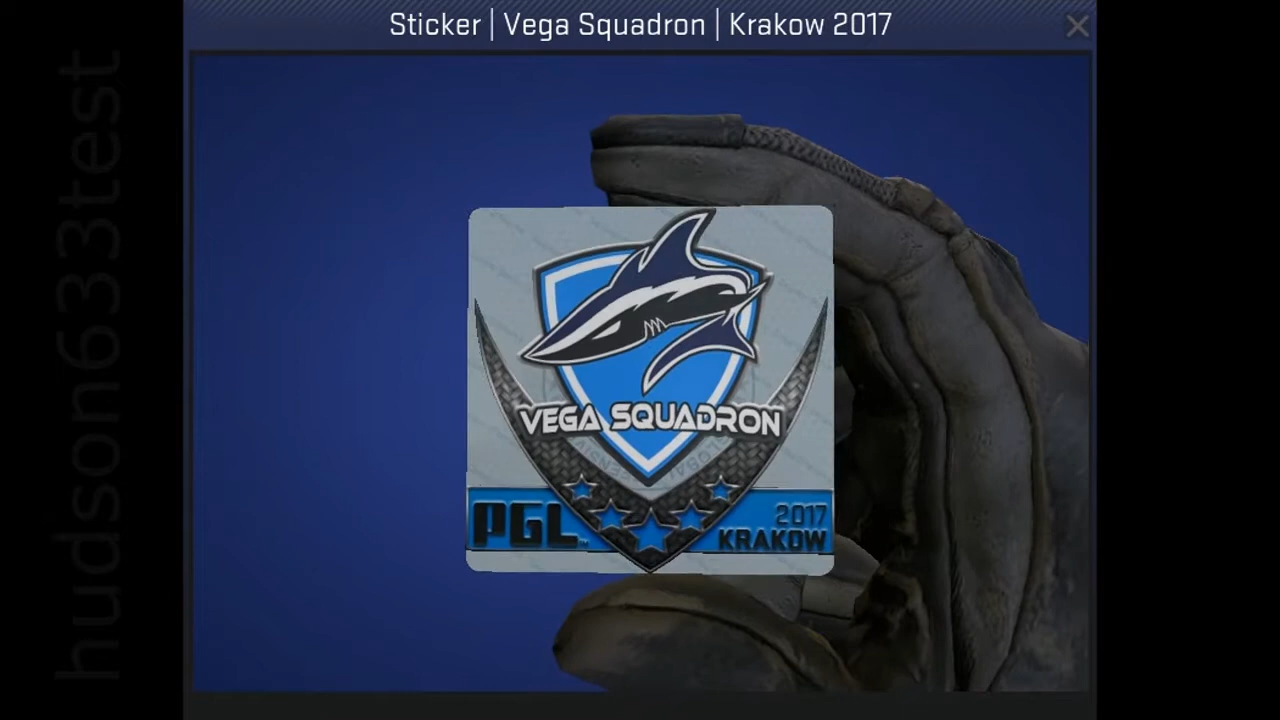 Sticker | Vega Squadron | Krakow 2017
hudson633test
VEGA SQUADRON
PGL
2017
KRAKOW